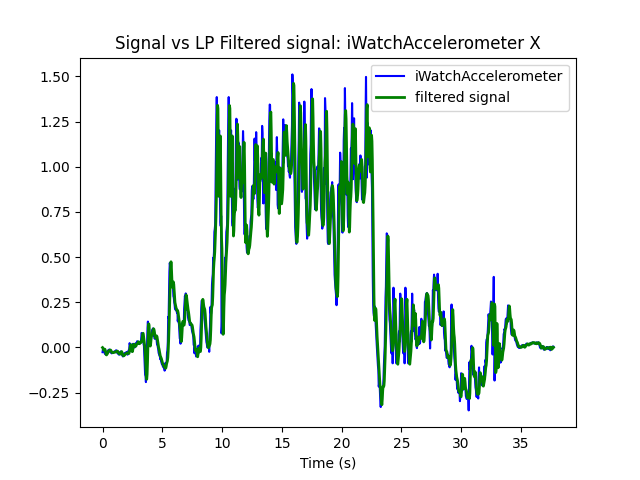 Signal vs LP Filtered signal: iWatchAccelerometer X
iWatchAccelerometer
filtered signal
1.50
1.25
1.00
0.75
0.50
0.25
0.00
−0.25
0 5 10 15 20 25 30 35
Time (s)